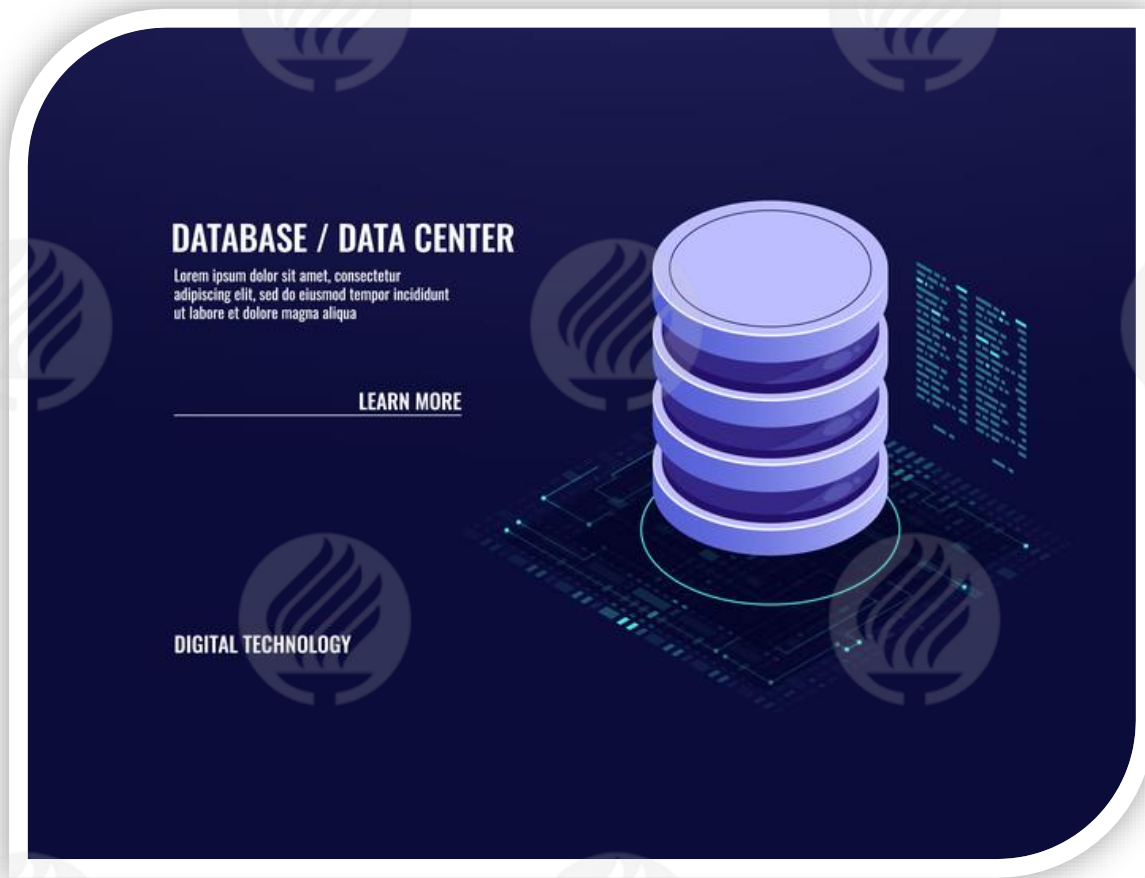 DATABASE / DATA CENTER
Lorem ipsum dolor sit amet, consectetur
adipiscing elit, sed do eiusmod tempor incididunt
ut labore et dolore magna aliqua
LEARN MORE
DIGITAL TECHNOLOGY